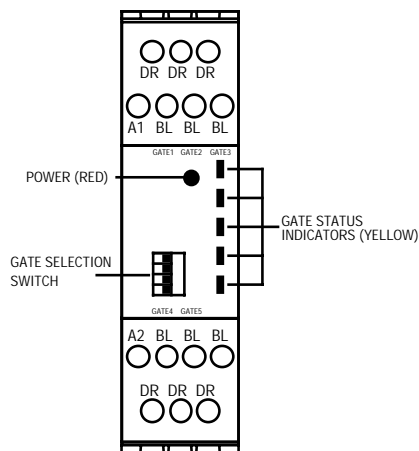 DR DR DR
A1 BL BL BL
GATE1 GATE2 GATE3
POWER (RED)
GATE STATUS
INDICATORS (YELLOW)
GATE SELECTION
SWITCH
GATE4 GATE5
A2 BL BL BL
DR DR DR